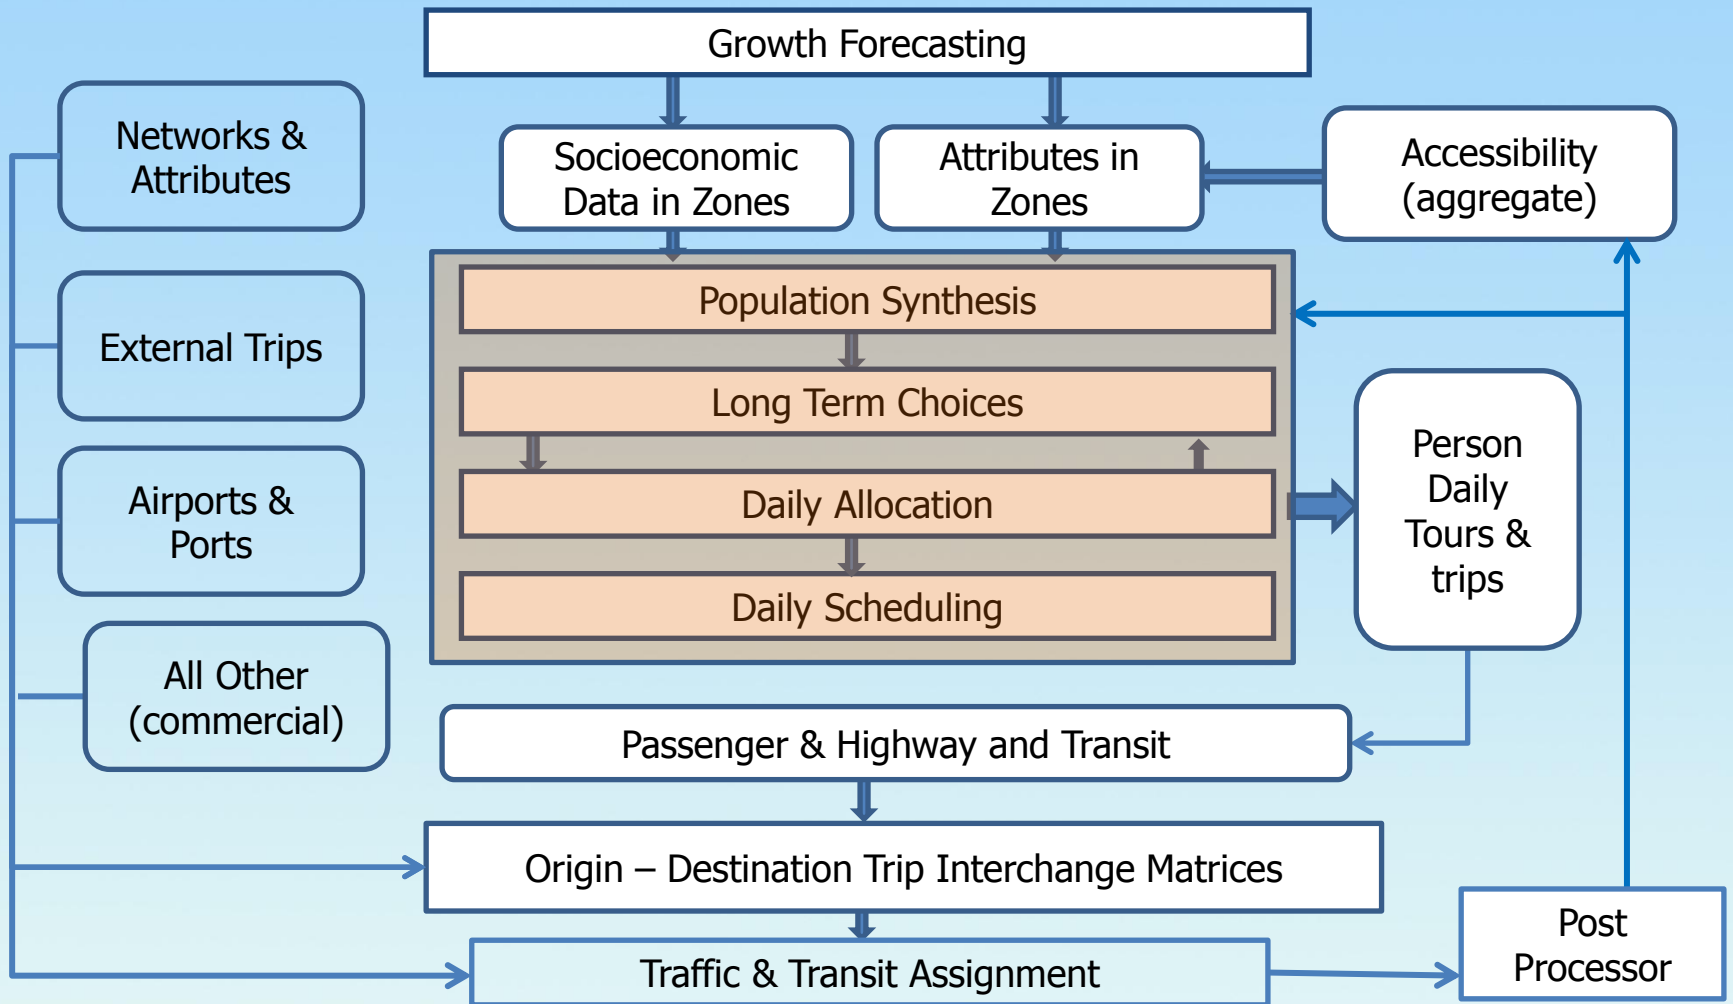 Growth Forecasting
Networks &
Attributes
Socioeconomic
Data in Zones
Attributes in
Zones
Accessibility
(aggregate)
Population Synthesis
External Trips
Long Term Choices
Person
Daily
Tours &
trips
Airports &
Ports
Daily Allocation
Daily Scheduling
All Other
(commercial)
Passenger & Highway and Transit
Origin – Destination Trip Interchange Matrices
Post
Processor
Traffic & Transit Assignment